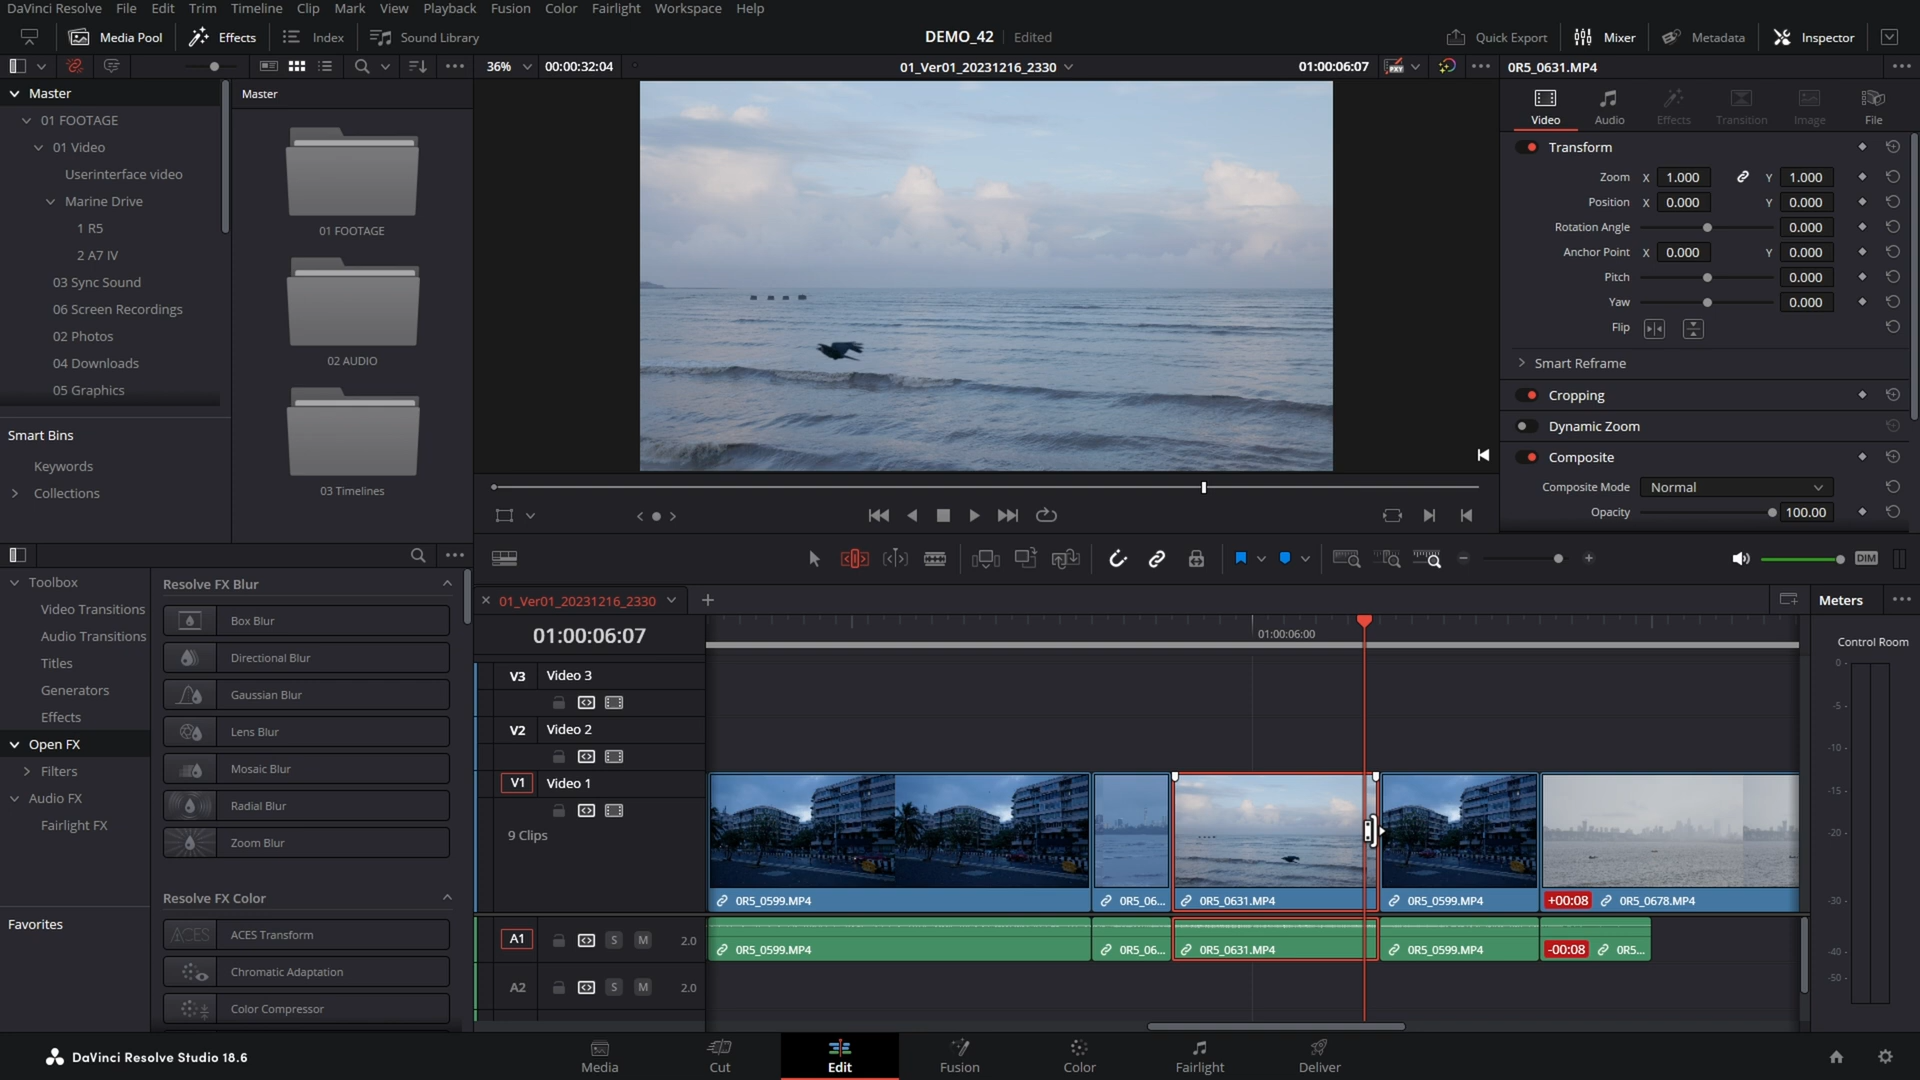 DaVinci Resolve File Edit Trim Timeline Clip Mark View Playback Fusion Color Fairlight Workspace Help
Media Pool Effects Index Sound Library DEMO_42 Edited Quick Export Mixer Metadata Inspector
36% 00:00:32:04 01_Ver01_20231216_2330 01:00:06:07 0R5_0631.MP4
Master
01 FOOTAGE
01 Video
Userinterface video
Marine Drive
1 R5
2 A7 IV
03 Sync Sound
06 Screen Recordings
02 Photos
04 Downloads
05 Graphics
Smart Bins
Keywords
Collections
Master
01 FOOTAGE
02 AUDIO
03 Timelines
Video Audio Effects Transition Image File
Transform
Zoom X 1.000 Y 1.000
Position X 0.000 Y 0.000
Rotation Angle 0.000
Anchor Point X 0.000 Y 0.000
Pitch 0.000
Yaw 0.000
Flip
Smart Reframe
Cropping
Dynamic Zoom
Composite
Composite Mode Normal
Opacity 100.00
Toolbox
Video Transitions
Audio Transitions
Titles
Generators
Effects
Open FX
Filters
Audio FX
Fairlight FX
Favorites
Resolve FX Blur
Box Blur
Directional Blur
Gaussian Blur
Lens Blur
Mosaic Blur
Radial Blur
Zoom Blur
Resolve FX Color
ACES ACES Transform
Chromatic Adaptation
Color Compressor
DIM
01_Ver01_20231216_2330
01:00:06:07 01:00:06:00
V3 Video 3
V2 Video 2
V1 Video 1
9 Clips
0R5_0599.MP4 0R5_06... 0R5_0631.MP4 0R5_0599.MP4 +00:08 0R5_0678.MP4
A1 S M 2.0 0R5_0599.MP4 0R5_06... 0R5_0631.MP4 0R5_0599.MP4 -00:08 0R5...
A2 S M 2.0
Meters
Control Room
0
-5
-10
-15
-20
-30
-40
-50
DaVinci Resolve Studio 18.6 Media Cut Edit Fusion Color Fairlight Deliver